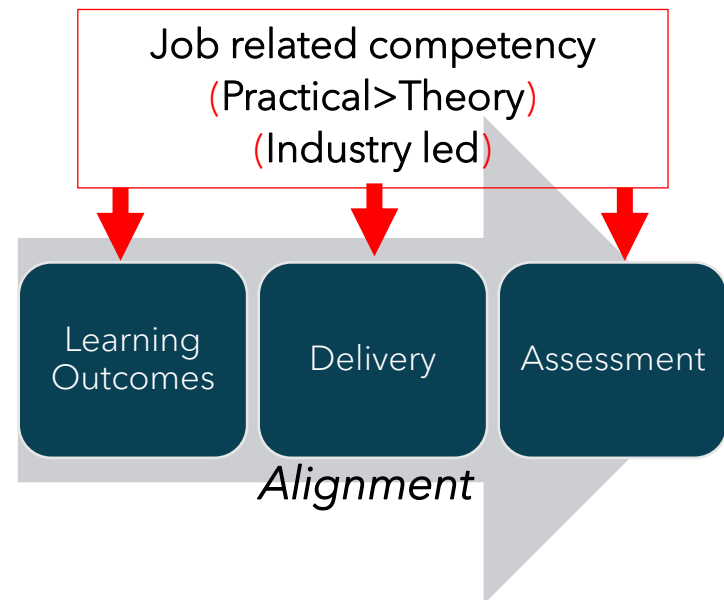 Job related competency
(Practical>Theory)
(Industry led)
Learning
Outcomes
Delivery
Assessment
Alignment